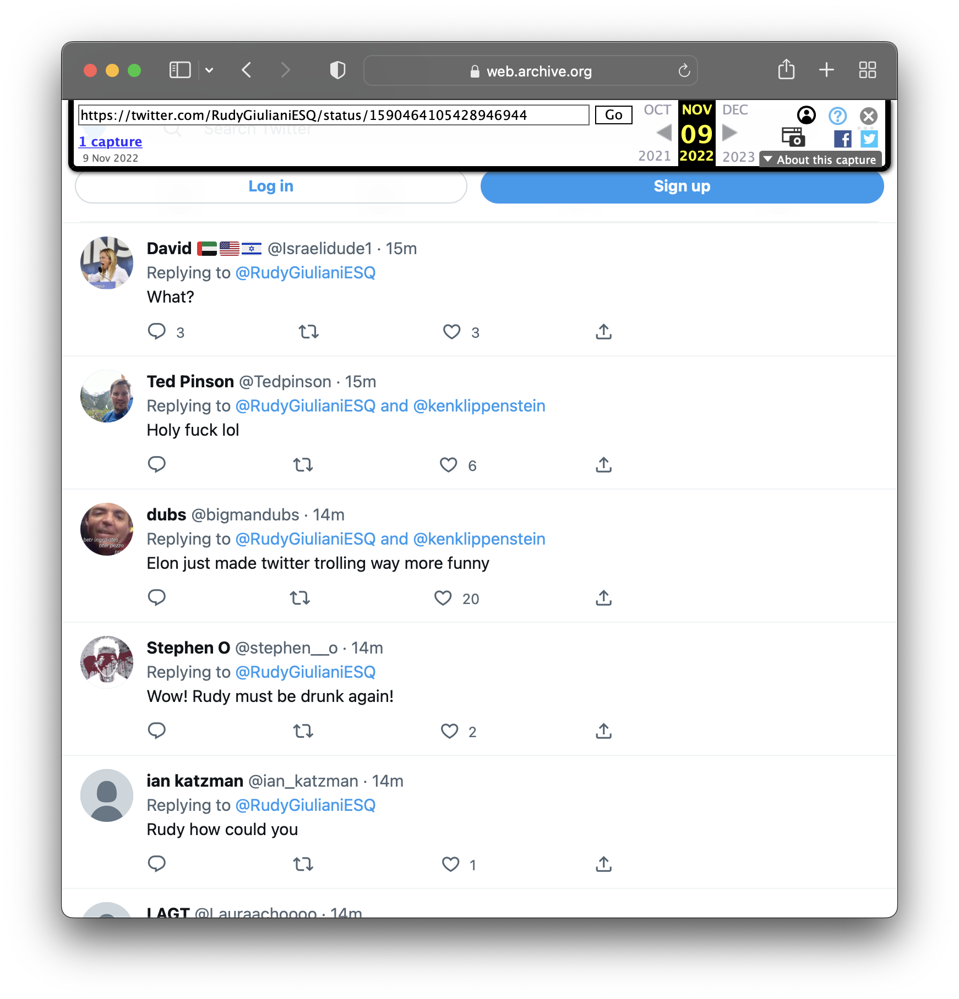 web.archive.org
https://twitter.com/RudyGiulianiESQ/status/1590464105428946944
Go
OCT
NOV
DEC
Search Twitter
1 capture
09
9 Nov 2022
2021
2022
2023
About this capture
Log in
Sign up
David @Israelidude1 · 15m
Replying to @RudyGiulianiESQ
What?
3
3
Ted Pinson @Tedpinson · 15m
Replying to @RudyGiulianiESQ and @kenklippenstein
Holy fuck lol
6
dubs @bigmandubs · 14m
betr ingrdiates
bter pezza
Replying to @RudyGiulianiESQ and @kenklippenstein
Elon just made twitter trolling way more funny
20
Stephen O @stephen__o · 14m
Replying to @RudyGiulianiESQ
Wow! Rudy must be drunk again!
2
ian katzman @ian_katzman · 14m
Replying to @RudyGiulianiESQ
Rudy how could you
1
LAGT @Lauraachoooo · 14m